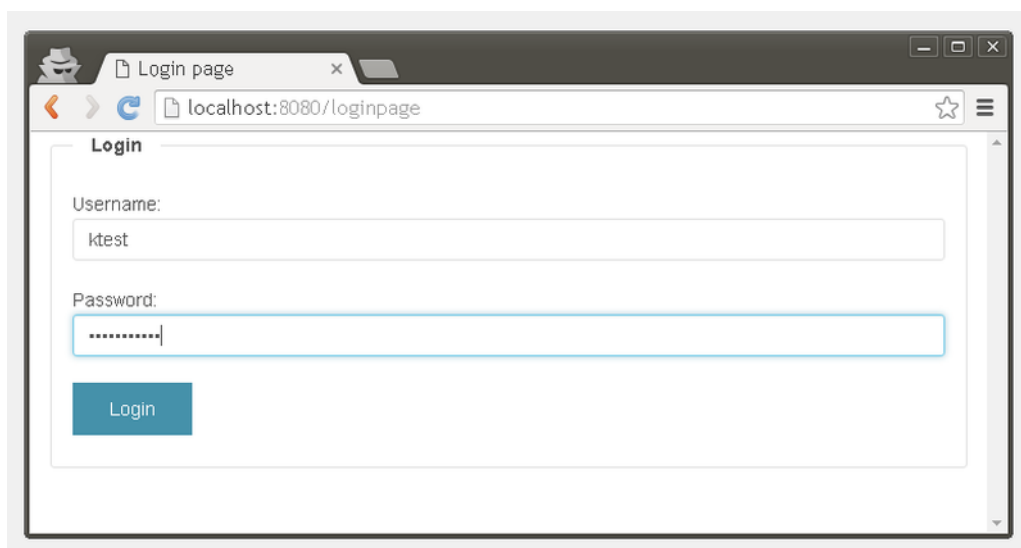 Login page
localhost:8080/loginpage
Login
Username:
ktest
Password:
•••••••••••
Login